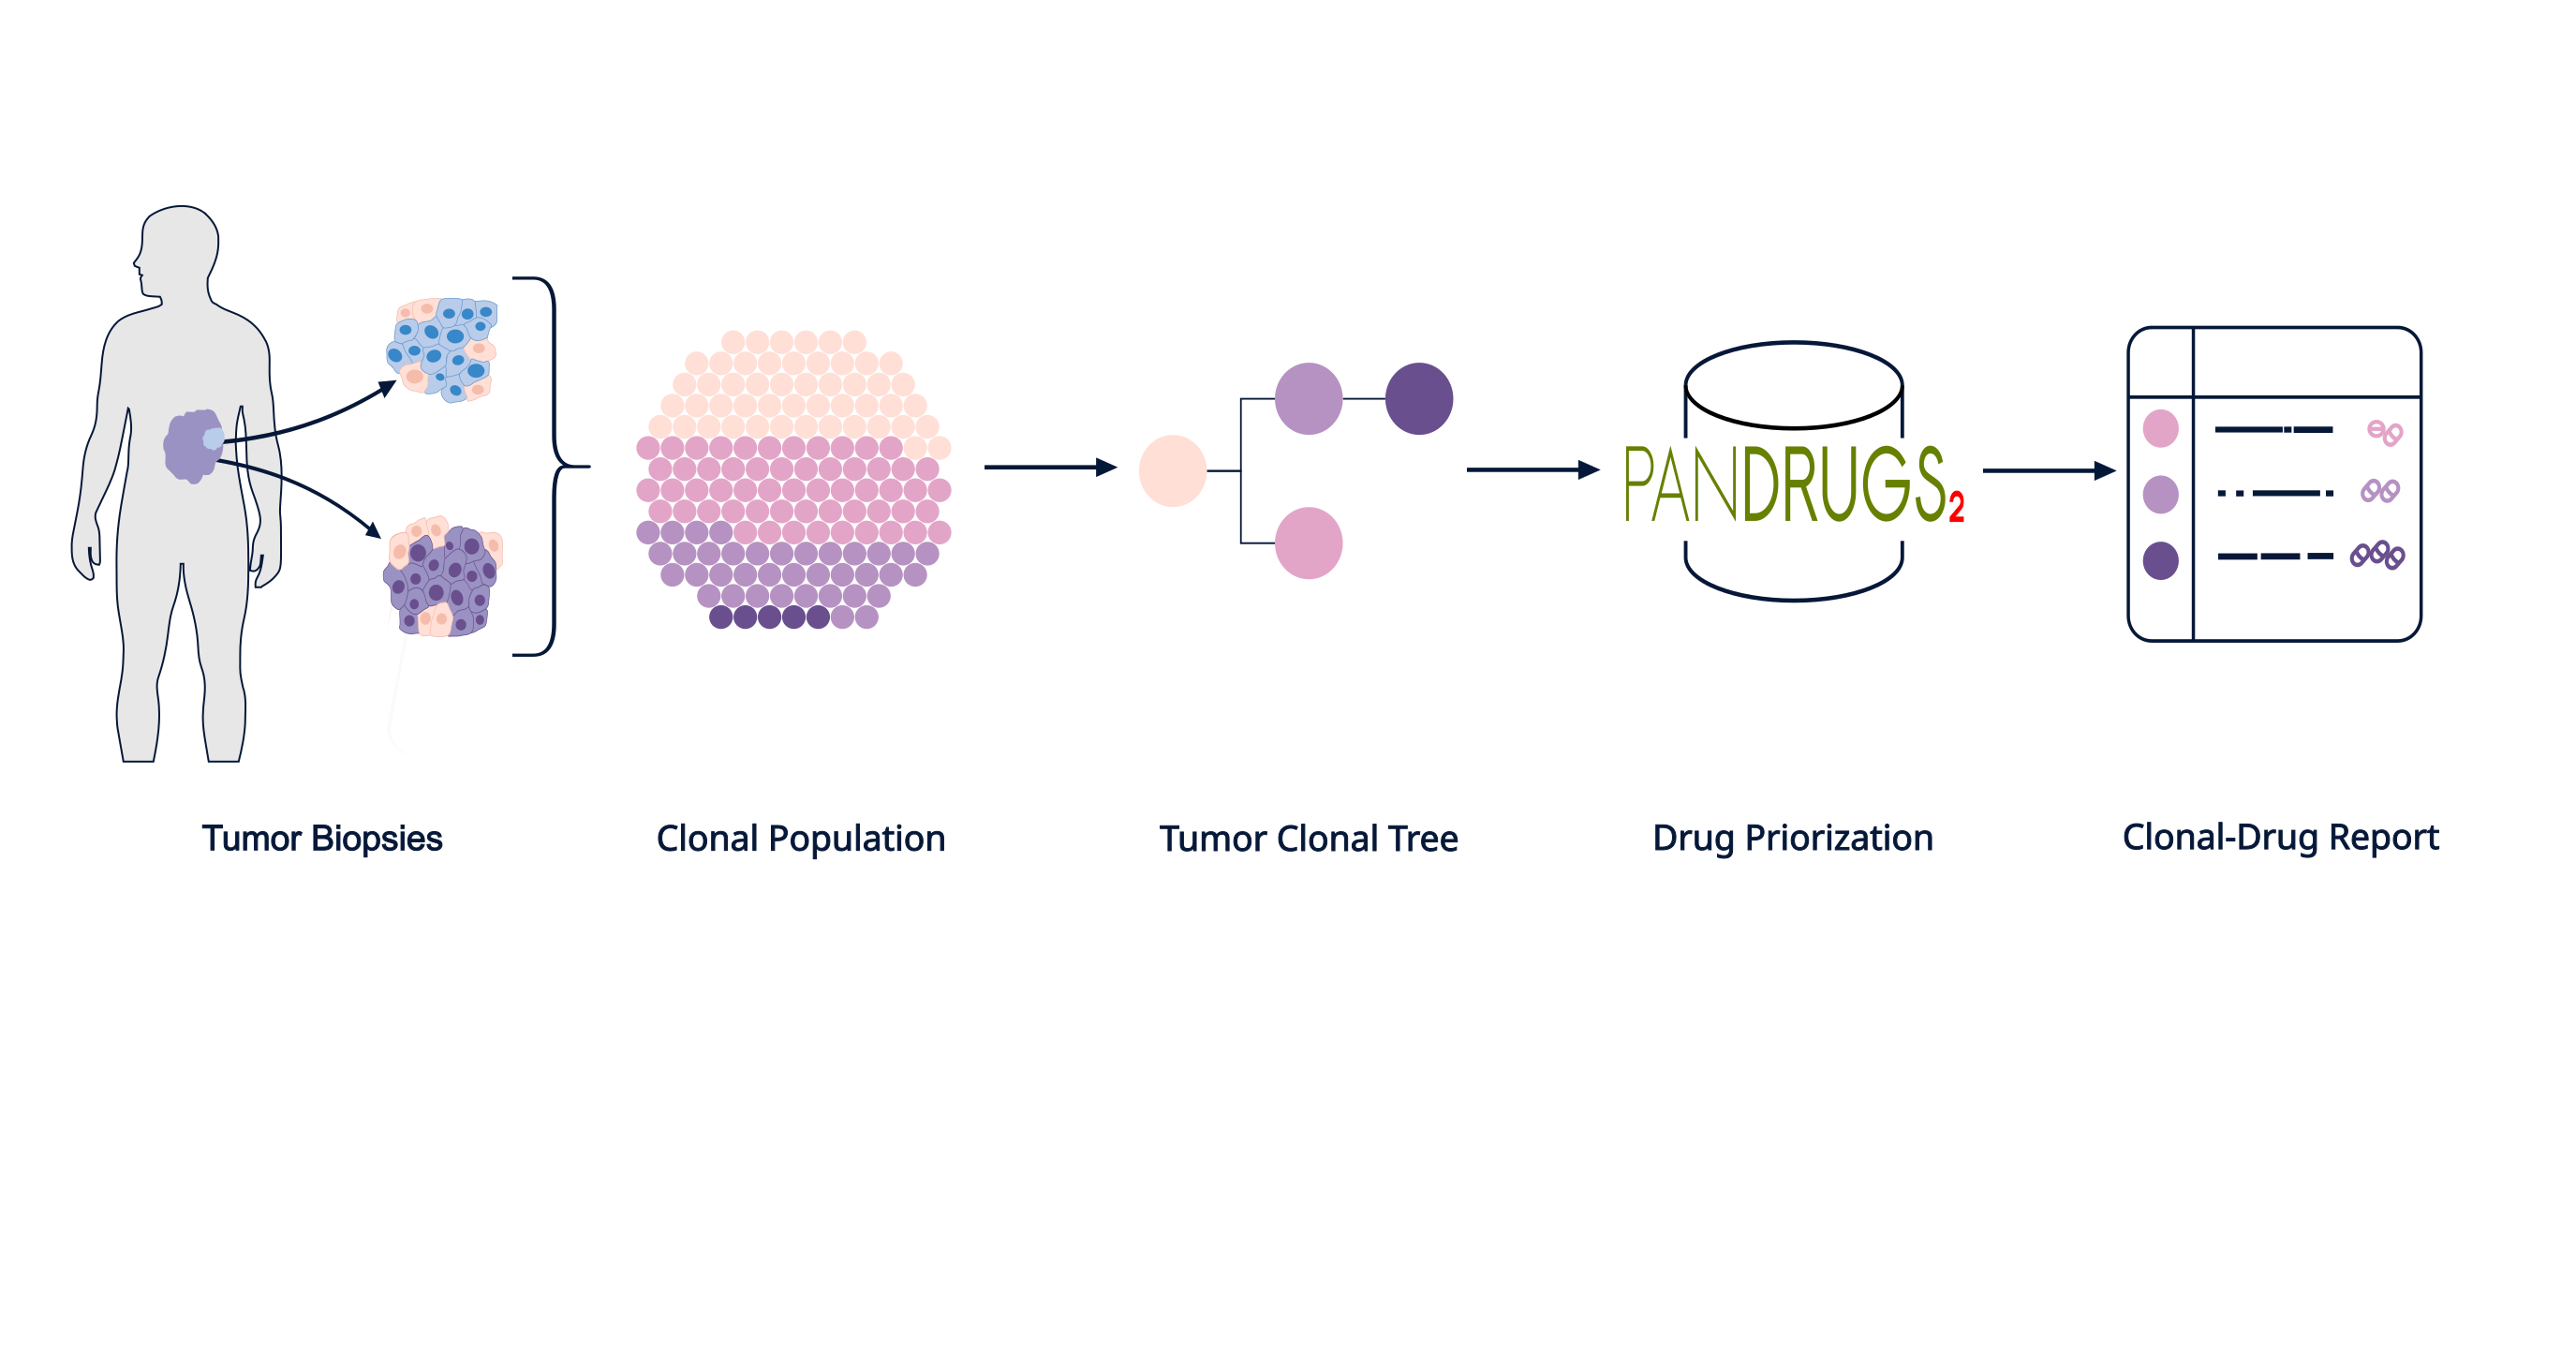 PANDRUGS2
Tumor Biopsies
Clonal Population
Tumor Clonal Tree
Drug Priorization
Clonal-Drug Report